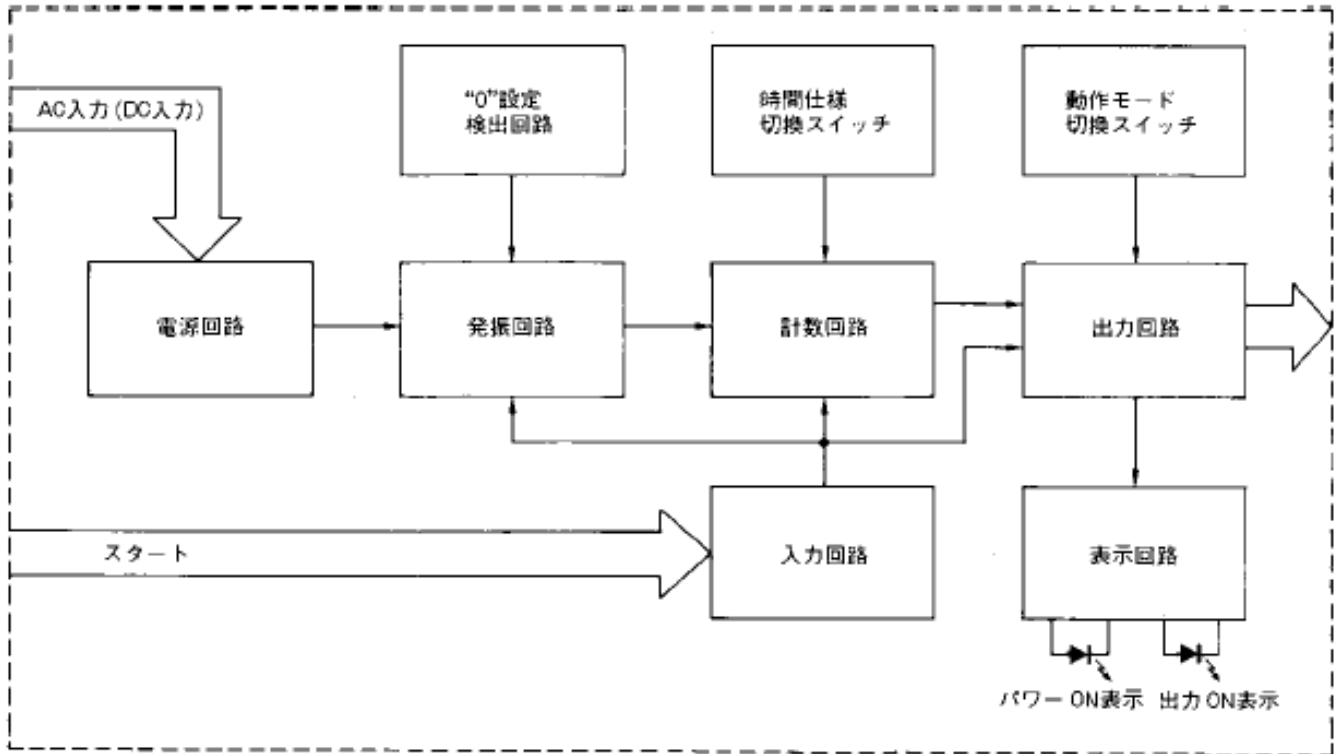 AC入力(DC入力)
“0”設定
検出回路
時間仕様
切換スイッチ
動作モード
切換スイッチ
電源回路
発振回路
計数回路
出力回路
スタート
入力回路
表示回路
パワーON表示
出力ON表示